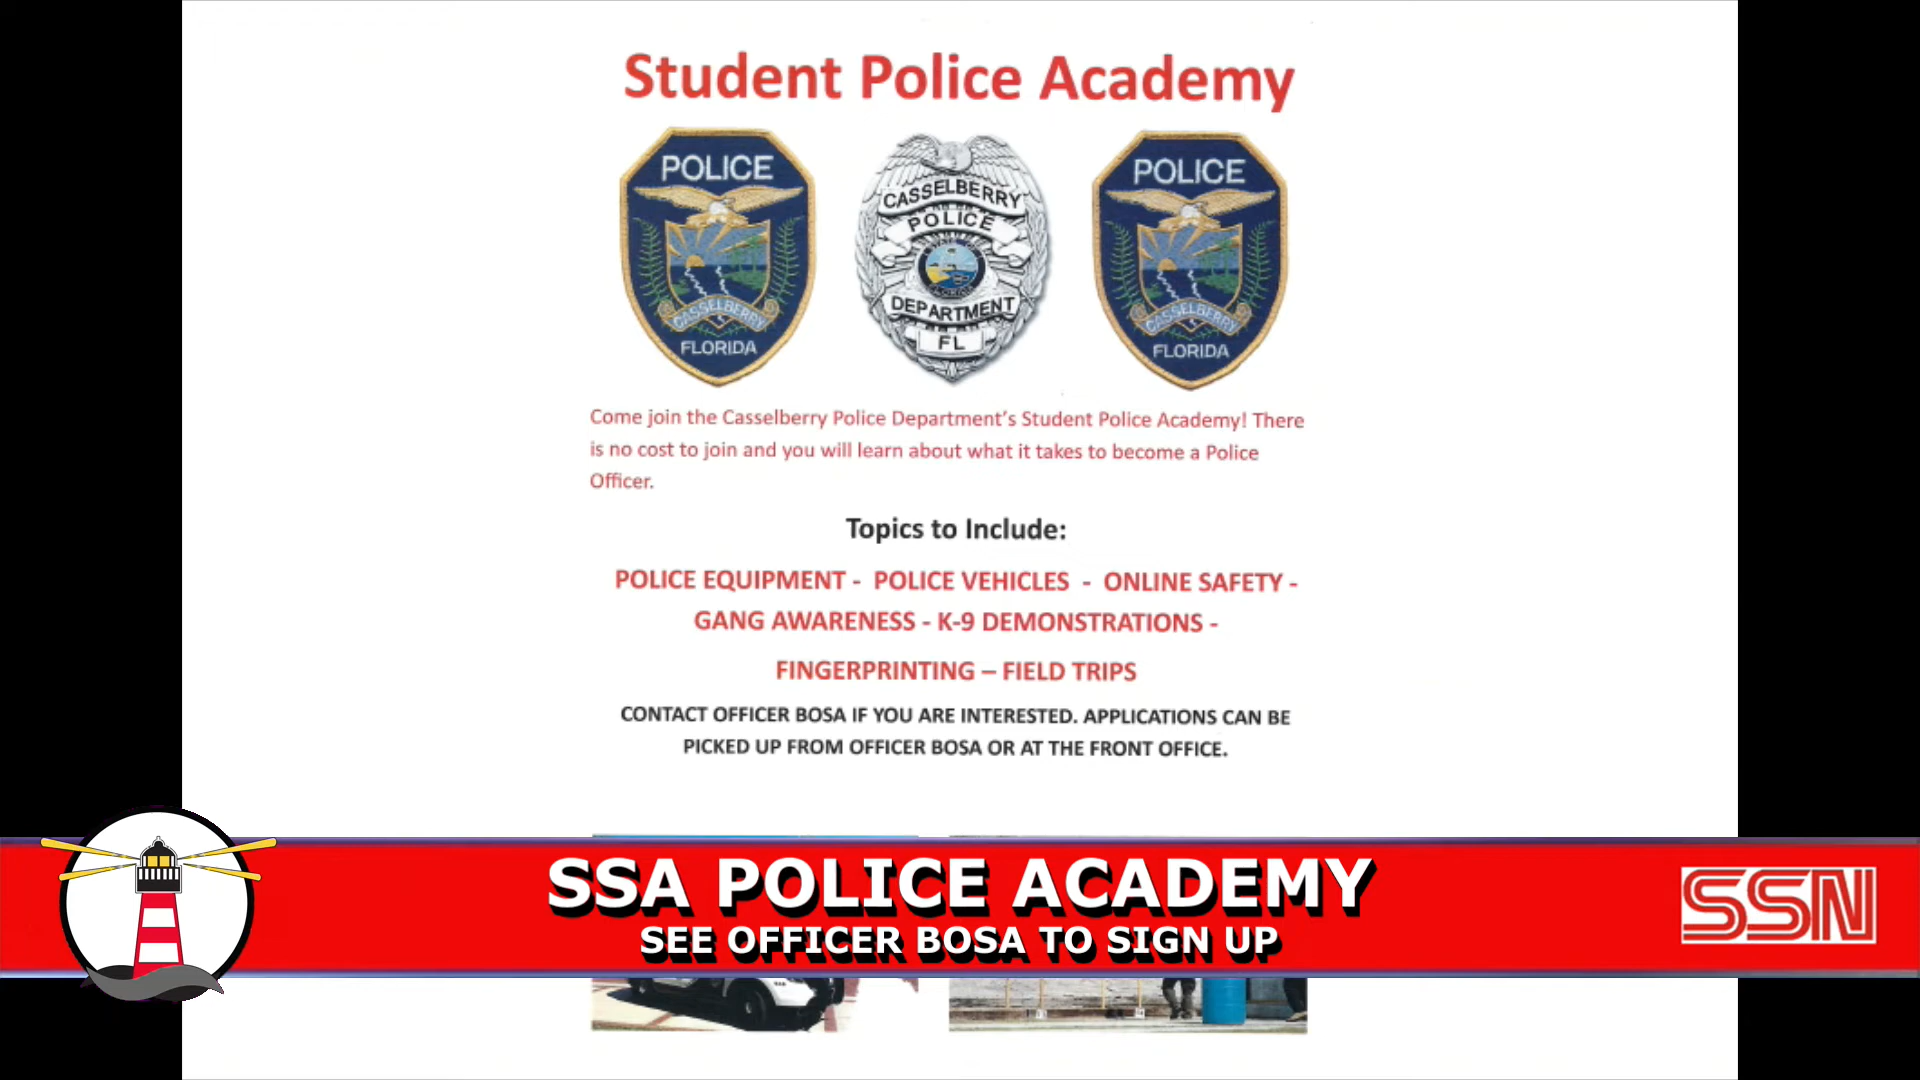 Student Police Academy
POLICE
CASSELBERRY
FLORIDA
CASSELBERRY
POLICE
DEPARTMENT
FL
POLICE
CASSELBERRY
FLORIDA
Come join the Casselberry Police Department's Student Police Academy! There
is no cost to join and you will learn about what it takes to become a Police
Officer.
Topics to Include:
POLICE EQUIPMENT - POLICE VEHICLES - ONLINE SAFETY -
GANG AWARENESS - K-9 DEMONSTRATIONS -
FINGERPRINTING – FIELD TRIPS
CONTACT OFFICER BOSA IF YOU ARE INTERESTED. APPLICATIONS CAN BE
PICKED UP FROM OFFICER BOSA OR AT THE FRONT OFFICE.
SSA POLICE ACADEMY
SEE OFFICER BOSA TO SIGN UP
SSN